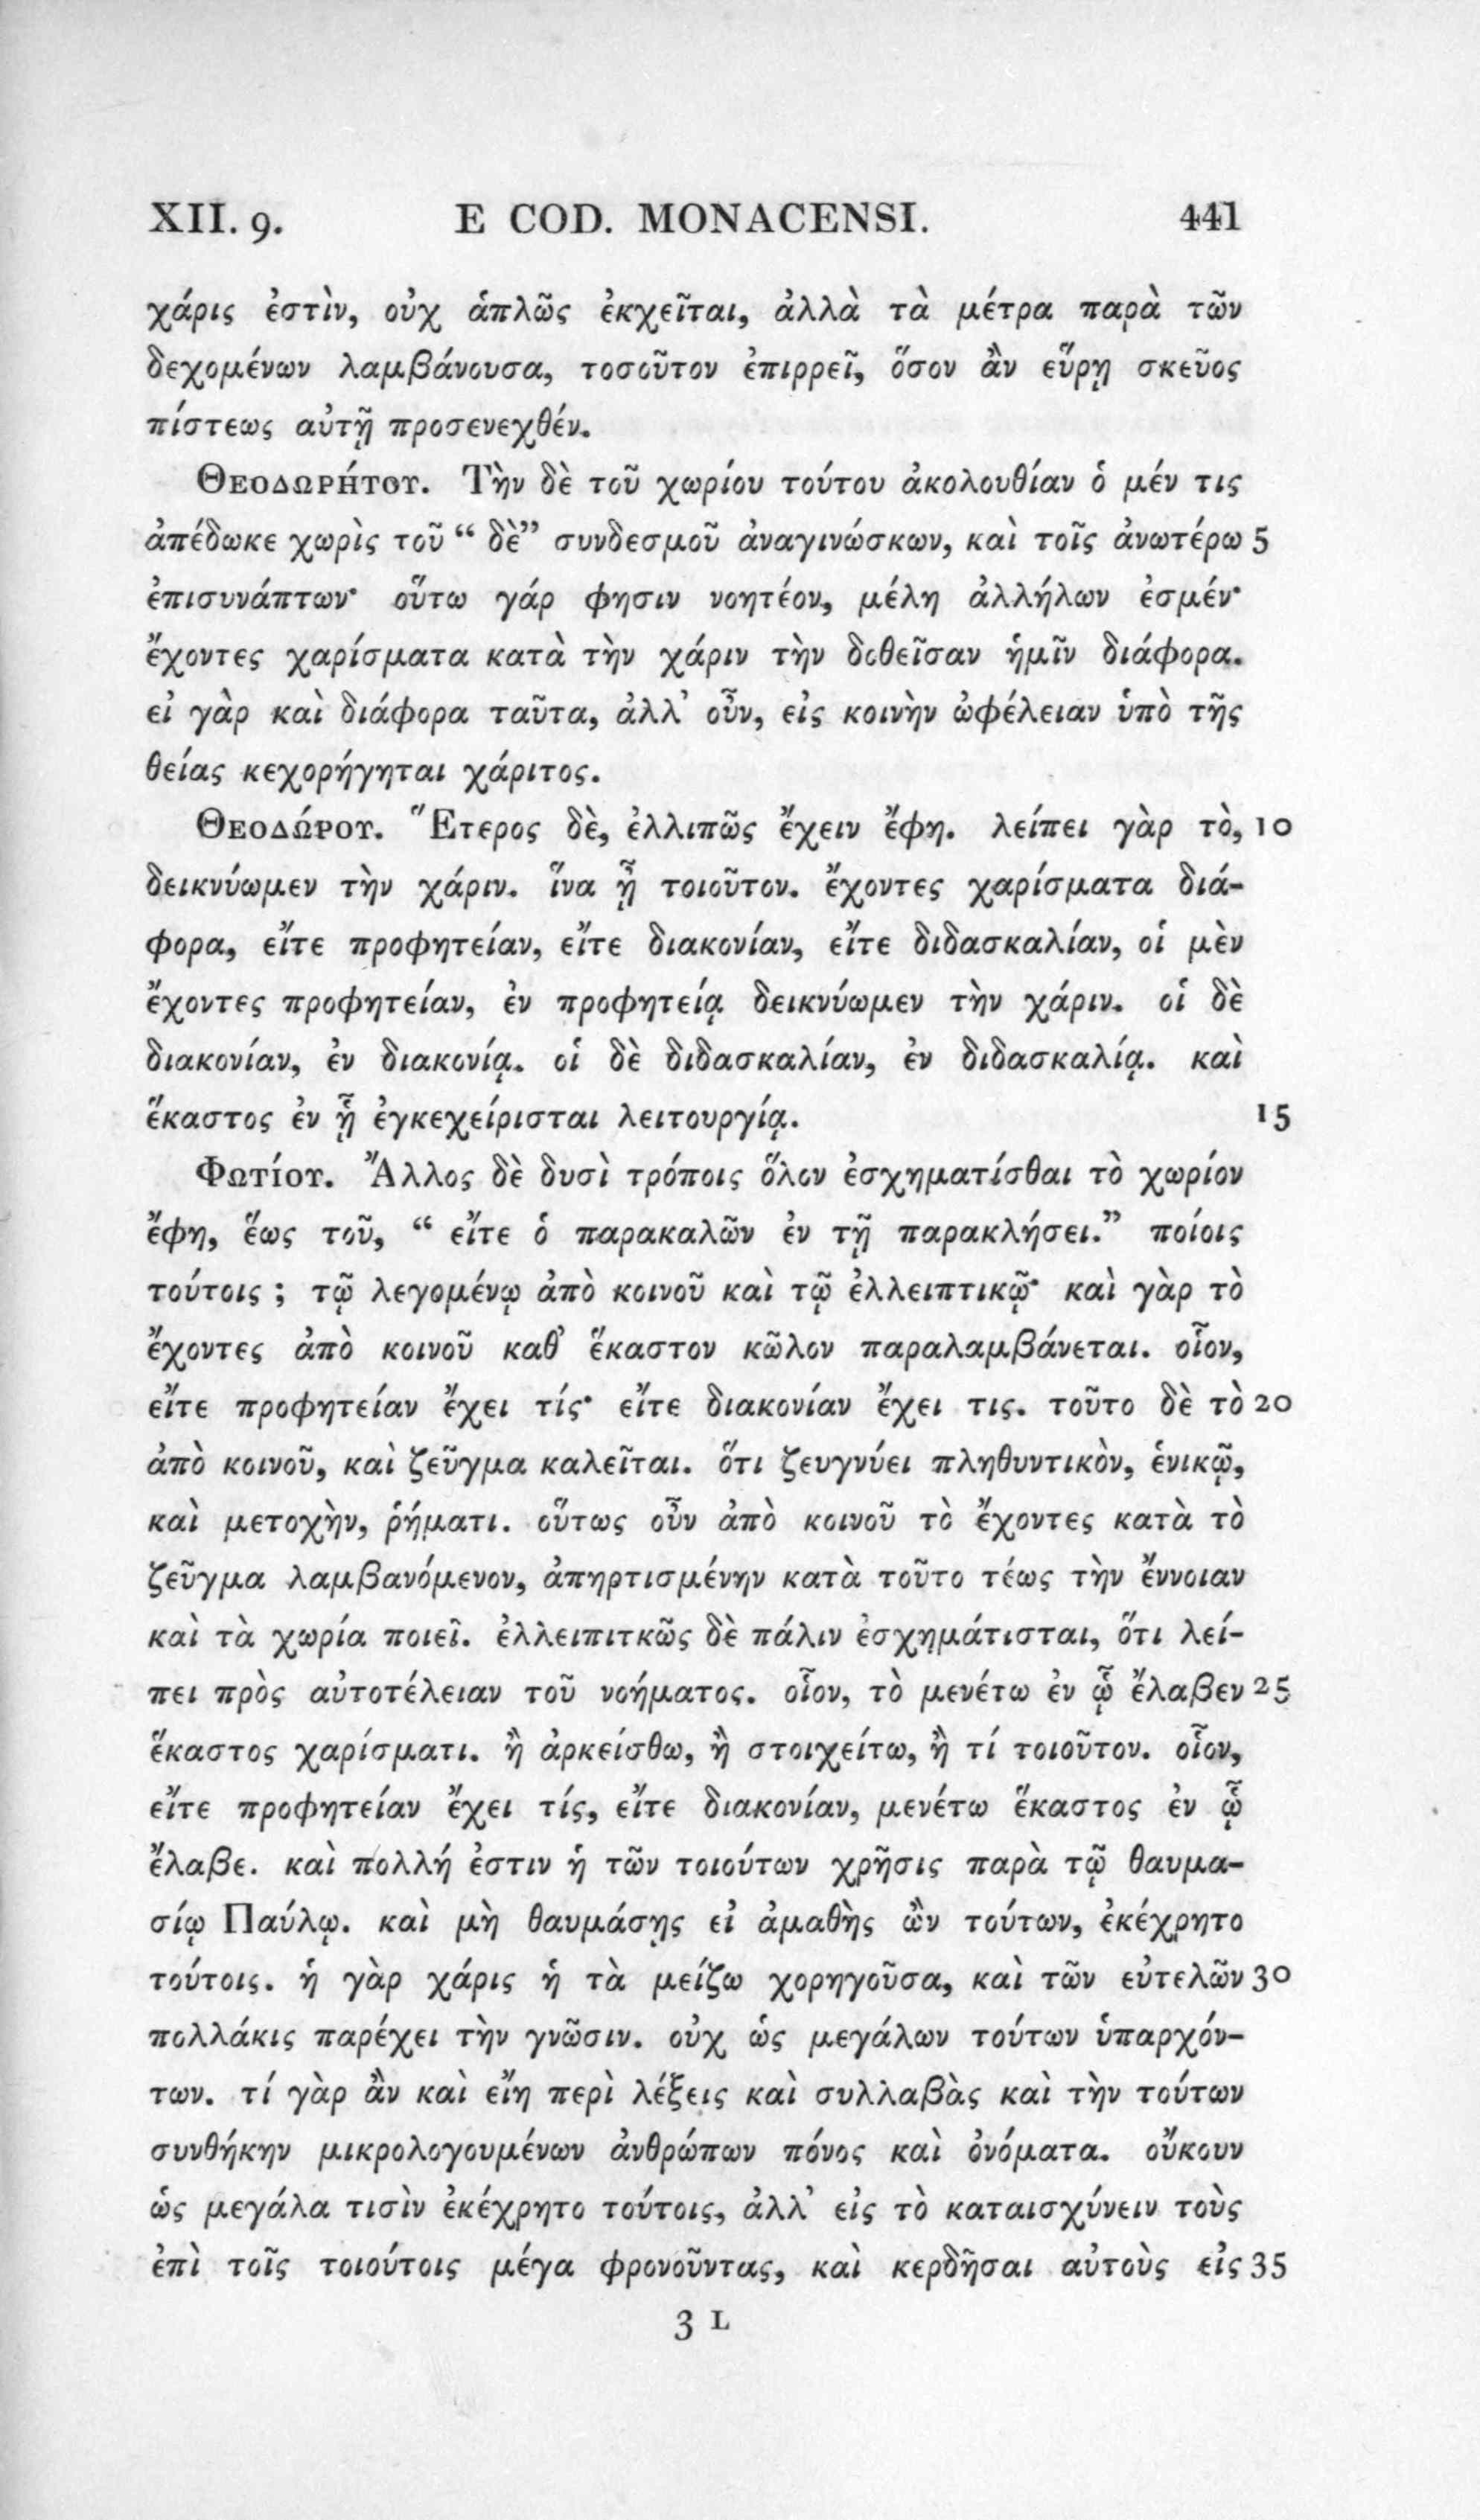 XII. 9. E COD. MONACENSI. 441
χάρις ἐστὶν, οὐχ ἁπλῶς ἐκχεῖται, ἀλλὰ τὰ μέτρα παρὰ τῶν
δεχομένων λαμβάνουσα, τοσοῦτον ἐπιρρεῖ, ὅσον ἂν εὕρῃ σκεῦος
πίστεως αὐτῇ προσενεχθέν.
Θεοδωρήτου. Τὴν δὲ τοῦ χωρίου τούτου ἀκολουθίαν ὁ μέν τις
ἀπέδωκε χωρὶς τοῦ “ δὲ” συνδεσμοῦ ἀναγινώσκων, καὶ τοῖς ἀνωτέρω 5
ἐπισυνάπτων· οὕτω γάρ φησιν νοητέον, μέλη ἀλλήλων ἐσμέν·
ἔχοντες χαρίσματα κατὰ τὴν χάριν τὴν δοθεῖσαν ἡμῖν διάφορα.
εἰ γὰρ καὶ διάφορα ταῦτα, ἀλλ’ οὖν, εἰς κοινὴν ὠφέλειαν ὑπὸ τῆς
θείας κεχορήγηται χάριτος.
Θεοδώρου. Ἕτερος δὲ, ἐλλιπῶς ἔχειν ἔφη. λείπει γὰρ τὸ, 10
δεικνύωμεν τὴν χάριν. ἵνα ᾖ τοιοῦτον. ἔχοντες χαρίσματα διά-
φορα, εἴτε προφητείαν, εἴτε διακονίαν, εἴτε διδασκαλίαν, οἱ μὲν
ἔχοντες προφητείαν, ἐν προφητείᾳ δεικνύωμεν τὴν χάριν. οἱ δὲ
διακονίαν, ἐν διακονίᾳ. οἱ δὲ διδασκαλίαν, ἐν διδασκαλίᾳ. καὶ
ἕκαστος ἐν ᾗ ἐγκεχείρισται λειτουργίᾳ. 15
Φωτίου. Ἄλλος δὲ δυσὶ τρόποις ὅλον ἐσχηματίσθαι τὸ χωρίον
ἔφη, ἕως τοῦ, “ εἴτε ὁ παρακαλῶν ἐν τῇ παρακλήσει.” ποίοις
τούτοις ; τῷ λεγομένῳ ἀπὸ κοινοῦ καὶ τῷ ἐλλειπτικῷ· καὶ γὰρ τὸ
ἔχοντες ἀπὸ κοινοῦ καθ’ ἕκαστον κῶλον παραλαμβάνεται. οἷον,
εἴτε προφητείαν ἔχει τίς· εἴτε διακονίαν ἔχει τις. τοῦτο δὲ τὸ 20
ἀπὸ κοινοῦ, καὶ ζεῦγμα καλεῖται. ὅτι ζευγνύει πληθυντικὸν, ἑνικῷ,
καὶ μετοχὴν, ῥήματι. οὕτως οὖν ἀπὸ κοινοῦ τὸ ἔχοντες κατὰ τὸ
ζεῦγμα λαμβανόμενον, ἀπηρτισμένην κατὰ τοῦτο τέως τὴν ἔννοιαν
καὶ τὰ χωρία ποιεῖ. ἐλλειπιτκῶς δὲ πάλιν ἐσχημάτισται, ὅτι λεί-
πει πρὸς αὐτοτέλειαν τοῦ νοήματος. οἷον, τὸ μενέτω ἐν ᾧ ἔλαβεν 25
ἕκαστος χαρίσματι. ἢ ἀρκείσθω, ἢ στοιχείτω, ἢ τί τοιοῦτον. οἷον,
εἴτε προφητείαν ἔχει τίς, εἴτε διακονίαν, μενέτω ἕκαστος ἐν ᾧ
ἔλαβε. καὶ πολλή ἐστιν ἡ τῶν τοιούτων χρῆσις παρὰ τῷ θαυμα-
σίῳ Παύλῳ. καὶ μὴ θαυμάσῃς εἰ ἀμαθὴς ὢν τούτων, ἐκέχρητο
τούτοις. ἡ γὰρ χάρις ἡ τὰ μείζω χορηγοῦσα, καὶ τῶν εὐτελῶν 30
πολλάκις παρέχει τὴν γνῶσιν. οὐχ ὡς μεγάλων τούτων ὑπαρχόν-
των. τί γὰρ ἂν καὶ εἴη περὶ λέξεις καὶ συλλαβὰς καὶ τὴν τούτων
συνθήκην μικρολογουμένων ἀνθρώπων πόνος καὶ ὀνόματα. οὔκουν
ὡς μεγάλα τισὶν ἐκέχρητο τούτοις, ἀλλ’ εἰς τὸ καταισχύνειν τοὺς
ἐπὶ τοῖς τοιούτοις μέγα φρονοῦντας, καὶ κερδῆσαι αὐτοὺς εἰς 35
3 L